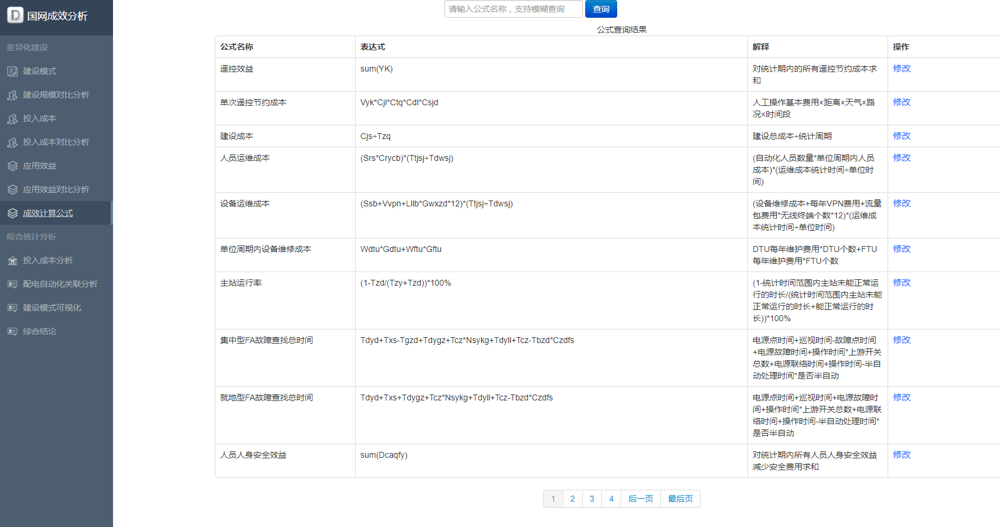 国网成效分析
差异化建设
建设模式
建设规模对比分析
投入成本
投入成本对比分析
应用效益
应用效益对比分析
成效计算公式
综合统计分析
投入成本分析
配电自动化关联分析
建设模式可视化
综合结论
请输入公式名称，支持模糊查询 查询
公式查询结果
公式名称 表达式 解释 操作
遥控效益 sum(YK) 对统计期内的所有遥控节约成本求 修改
和
单次遥控节约成本 Vyk*Cjl*Ctq*Cdl*Csjd 人工操作基本费用×距离×天气×路 修改
况×时间段
建设成本 Cjs÷Tzq 建设总成本÷统计周期 修改
人员运维成本 (Srs*Crycb)*(Ttjsj÷Tdwsj) (自动化人员数量*单位周期内人员 修改
成本)*(运维成本统计时间÷单位时
间)
设备运维成本 (Ssb+Vvpn+Lllb*Gwxzd*12)*(Ttjsj÷Tdwsj) (设备维修成本+每年VPN费用+流量 修改
包费用*无线终端个数*12)*(运维成
本统计时间÷单位时间)
单位周期内设备维修成本 Wdtu*Gdtu+Wftu*Gftu DTU每年维护费用*DTU个数+FTU 修改
每年维护费用*FTU个数
主站运行率 (1-Tzd/(Tzy+Tzd))*100% (1-统计时间范围内主站未能正常运 修改
行的时长/(统计时间范围内主站未能
正常运行的时长+能正常运行的时
长))*100%
集中型FA故障查找总时间 Tdyd+Txs-Tgzd+Tdygz+Tcz*Nsykg+Tdyll+Tcz-Tbzd*Czdfs 电源点时间+巡视时间-故障点时间 修改
+电源故障时间+操作时间*上游开关
总数+电源联络时间+操作时间-半自
动处理时间*是否半自动
就地型FA故障查找总时间 Tdyd+Txs+Tdygz+Tcz*Nsykg+Tdyll+Tcz-Tbzd*Czdfs 电源点时间+巡视时间+电源故障时 修改
间+操作时间*上游开关总数+电源联
络时间+操作时间-半自动处理时间*
是否半自动
人员人身安全效益 sum(Dcaqfy) 对统计期内所有人员人身安全效益 修改
减少安全费用求和
1 2 3 4 后一页 最后页